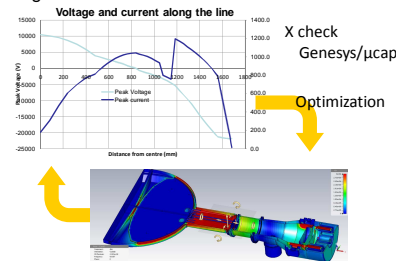 Voltage and current along the line
15000
10000
5000
0
-5000
-10000
-15000
-20000
-25000
Peak Voltage (V)
0 200 400 600 800 1000 1200 1400 1600 1800
1400.0
1200.0
1000.0
800.0
600.0
400.0
200.0
0.0
Peak Voltage
Peak current
Distance from centre (mm)
X check
Genesys/µcap
Optimization